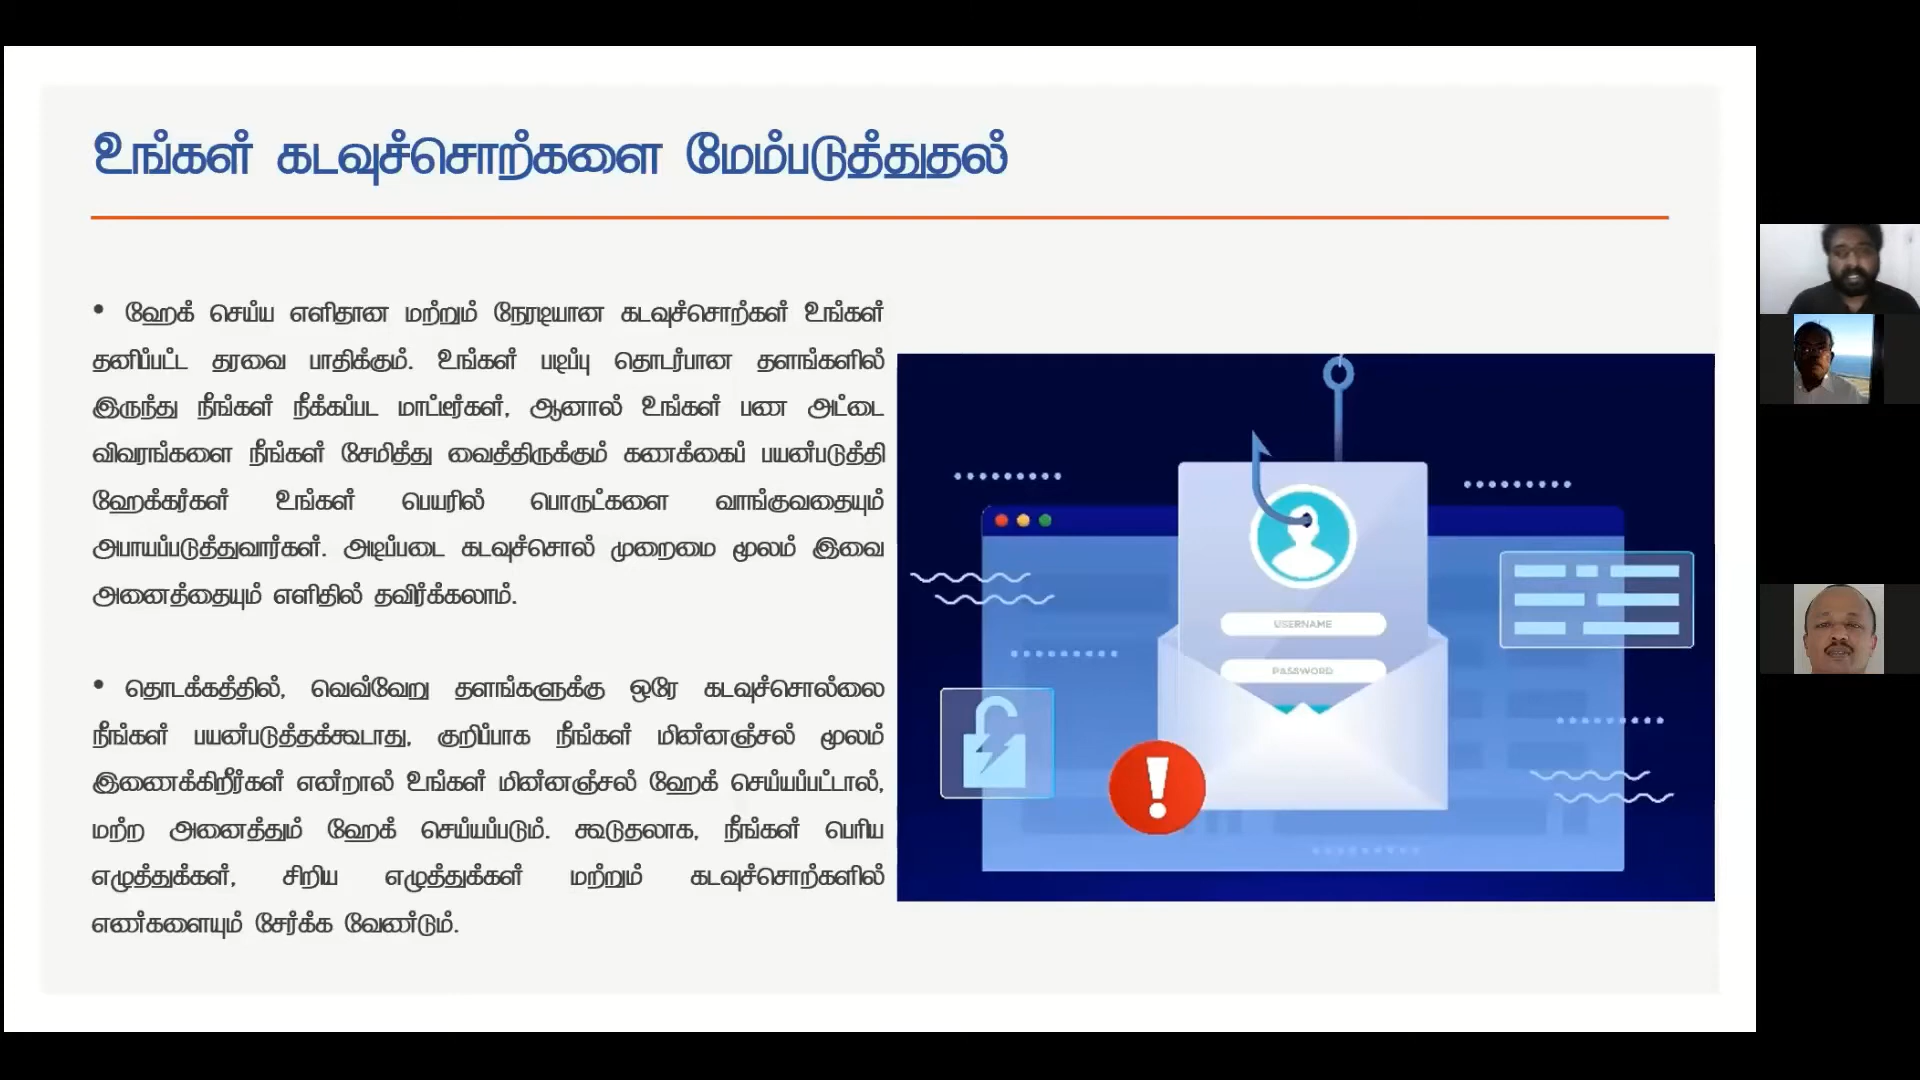 உங்கள் கடவுச்சொற்களை மேம்படுத்துதல்
• ஹேக் செய்ய எளிதான மற்றும் நேரடியான கடவுச்சொற்கள் உங்கள்
தனிப்பட்ட தரவை பாதிக்கும். உங்கள் படிப்பு தொடர்பான தளங்களில்
இருந்து நீங்கள் நீக்கப்பட மாட்டீர்கள், ஆனால் உங்கள் பண அட்டை
விவரங்களை நீங்கள் சேமித்து வைத்திருக்கும் கணக்கைப் பயன்படுத்தி
ஹேக்கர்கள் உங்கள் பெயரில் பொருட்களை வாங்குவதையும்
அபாயப்படுத்துவார்கள். அடிப்படை கடவுச்சொல் முறைமை மூலம் இவை
அனைத்தையும் எளிதில் தவிர்க்கலாம்.
• தொடக்கத்தில், வெவ்வேறு தளங்களுக்கு ஒரே கடவுச்சொல்லை
நீங்கள் பயன்படுத்தக்கூடாது, குறிப்பாக நீங்கள் மின்னஞ்சல் மூலம்
இணைக்கிறீர்கள் என்றால் உங்கள் மின்னஞ்சல் ஹேக் செய்யப்பட்டால்,
மற்ற அனைத்தும் ஹேக் செய்யப்படும். கூடுதலாக, நீங்கள் பெரிய
எழுத்துக்கள், சிறிய எழுத்துக்கள் மற்றும் கடவுச்சொற்களில்
எண்களையும் சேர்க்க வேண்டும்.
USERNAME
PASSWORD